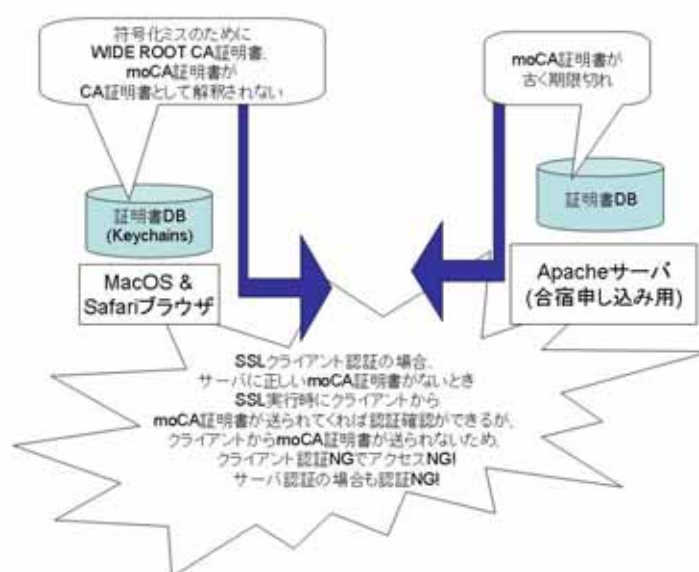 符号化ミスのために
WIDE ROOT CA証明書,
moCA証明書が
CA証明書として解釈されない
moCA証明書が
古く期限切れ
証明書DB
(Keychains)
証明書DB
MacOS &
Safariブラウザ
Apacheサーバ
(合宿申し込み用)
SSLクライアント認証の場合,
サーバに正しいmoCA証明書がないとき
SSL実行時にクライアントから
moCA証明書が送られてくれば認証確認ができるが,
クライアントからmoCA証明書が送られないため,
クライアント認証NGでアクセスNG!
サーバ認証の場合も認証NG!